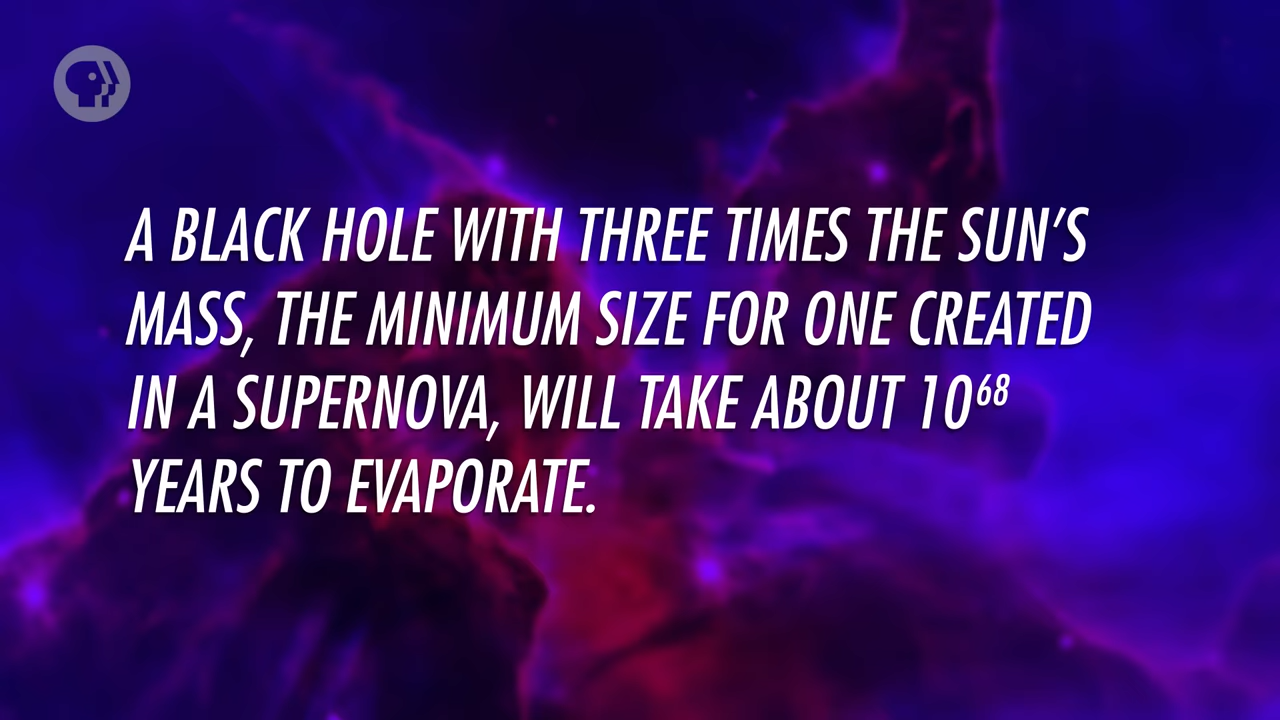 A BLACK HOLE WITH THREE TIMES THE SUN’S
MASS, THE MINIMUM SIZE FOR ONE CREATED
IN A SUPERNOVA, WILL TAKE ABOUT 10⁶⁸
YEARS TO EVAPORATE.